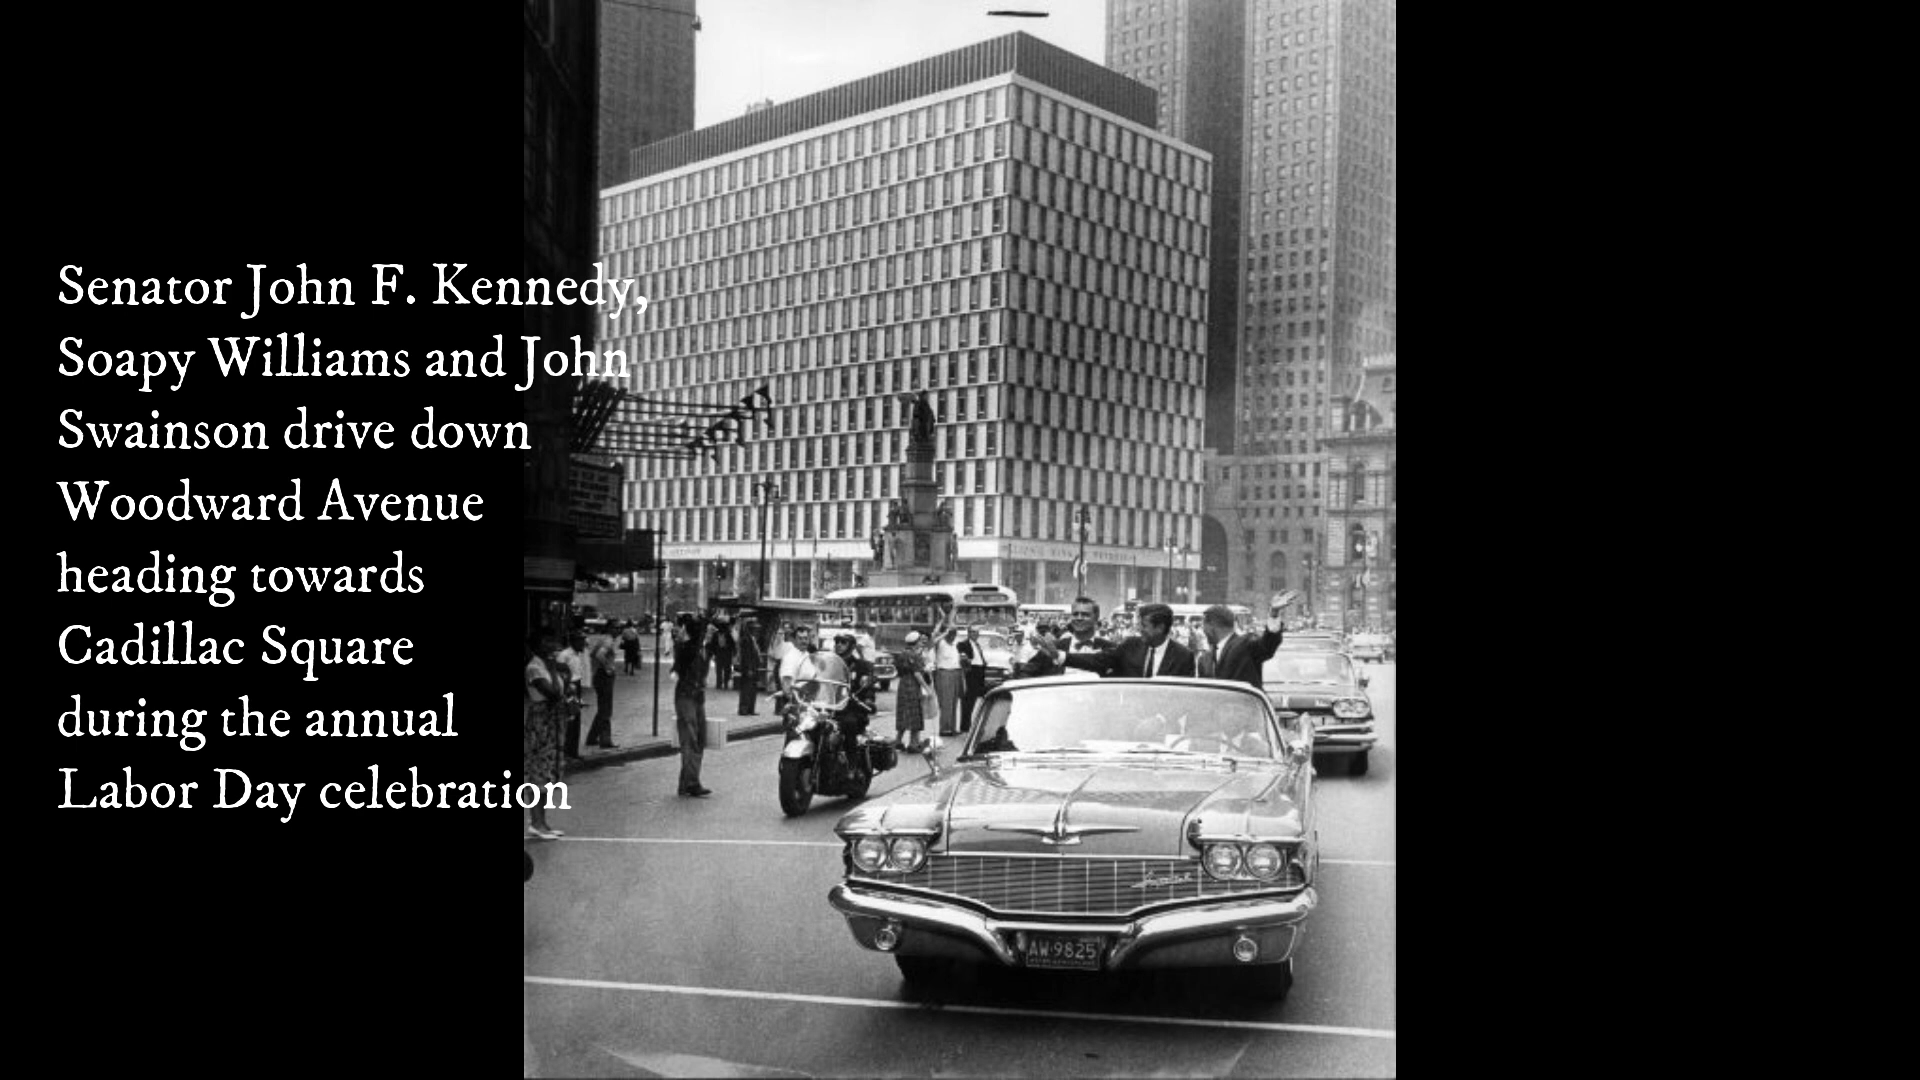 Senator John F. Kennedy,
Soapy Williams and John
Swainson drive down
Woodward Avenue
heading towards
Cadillac Square
during the annual
Labor Day celebration
AW-9825